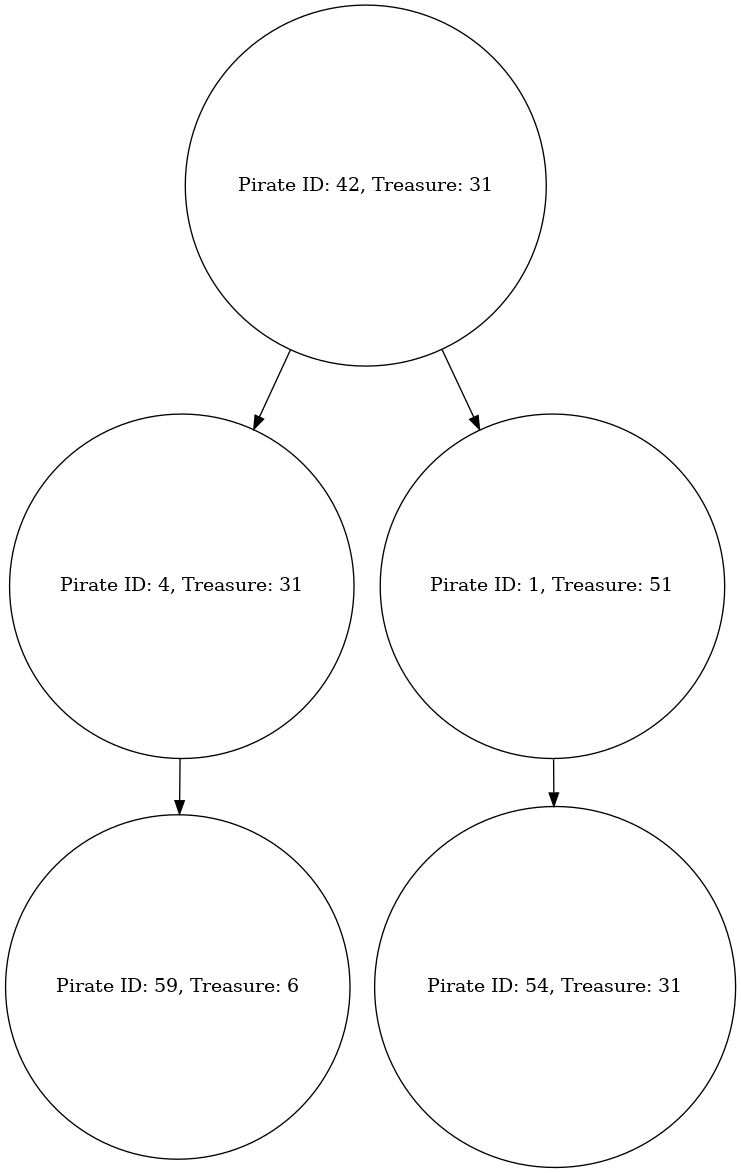 Pirate ID: 42, Treasure: 31
Pirate ID: 4, Treasure: 31
Pirate ID: 1, Treasure: 51
Pirate ID: 59, Treasure: 6
Pirate ID: 54, Treasure: 31